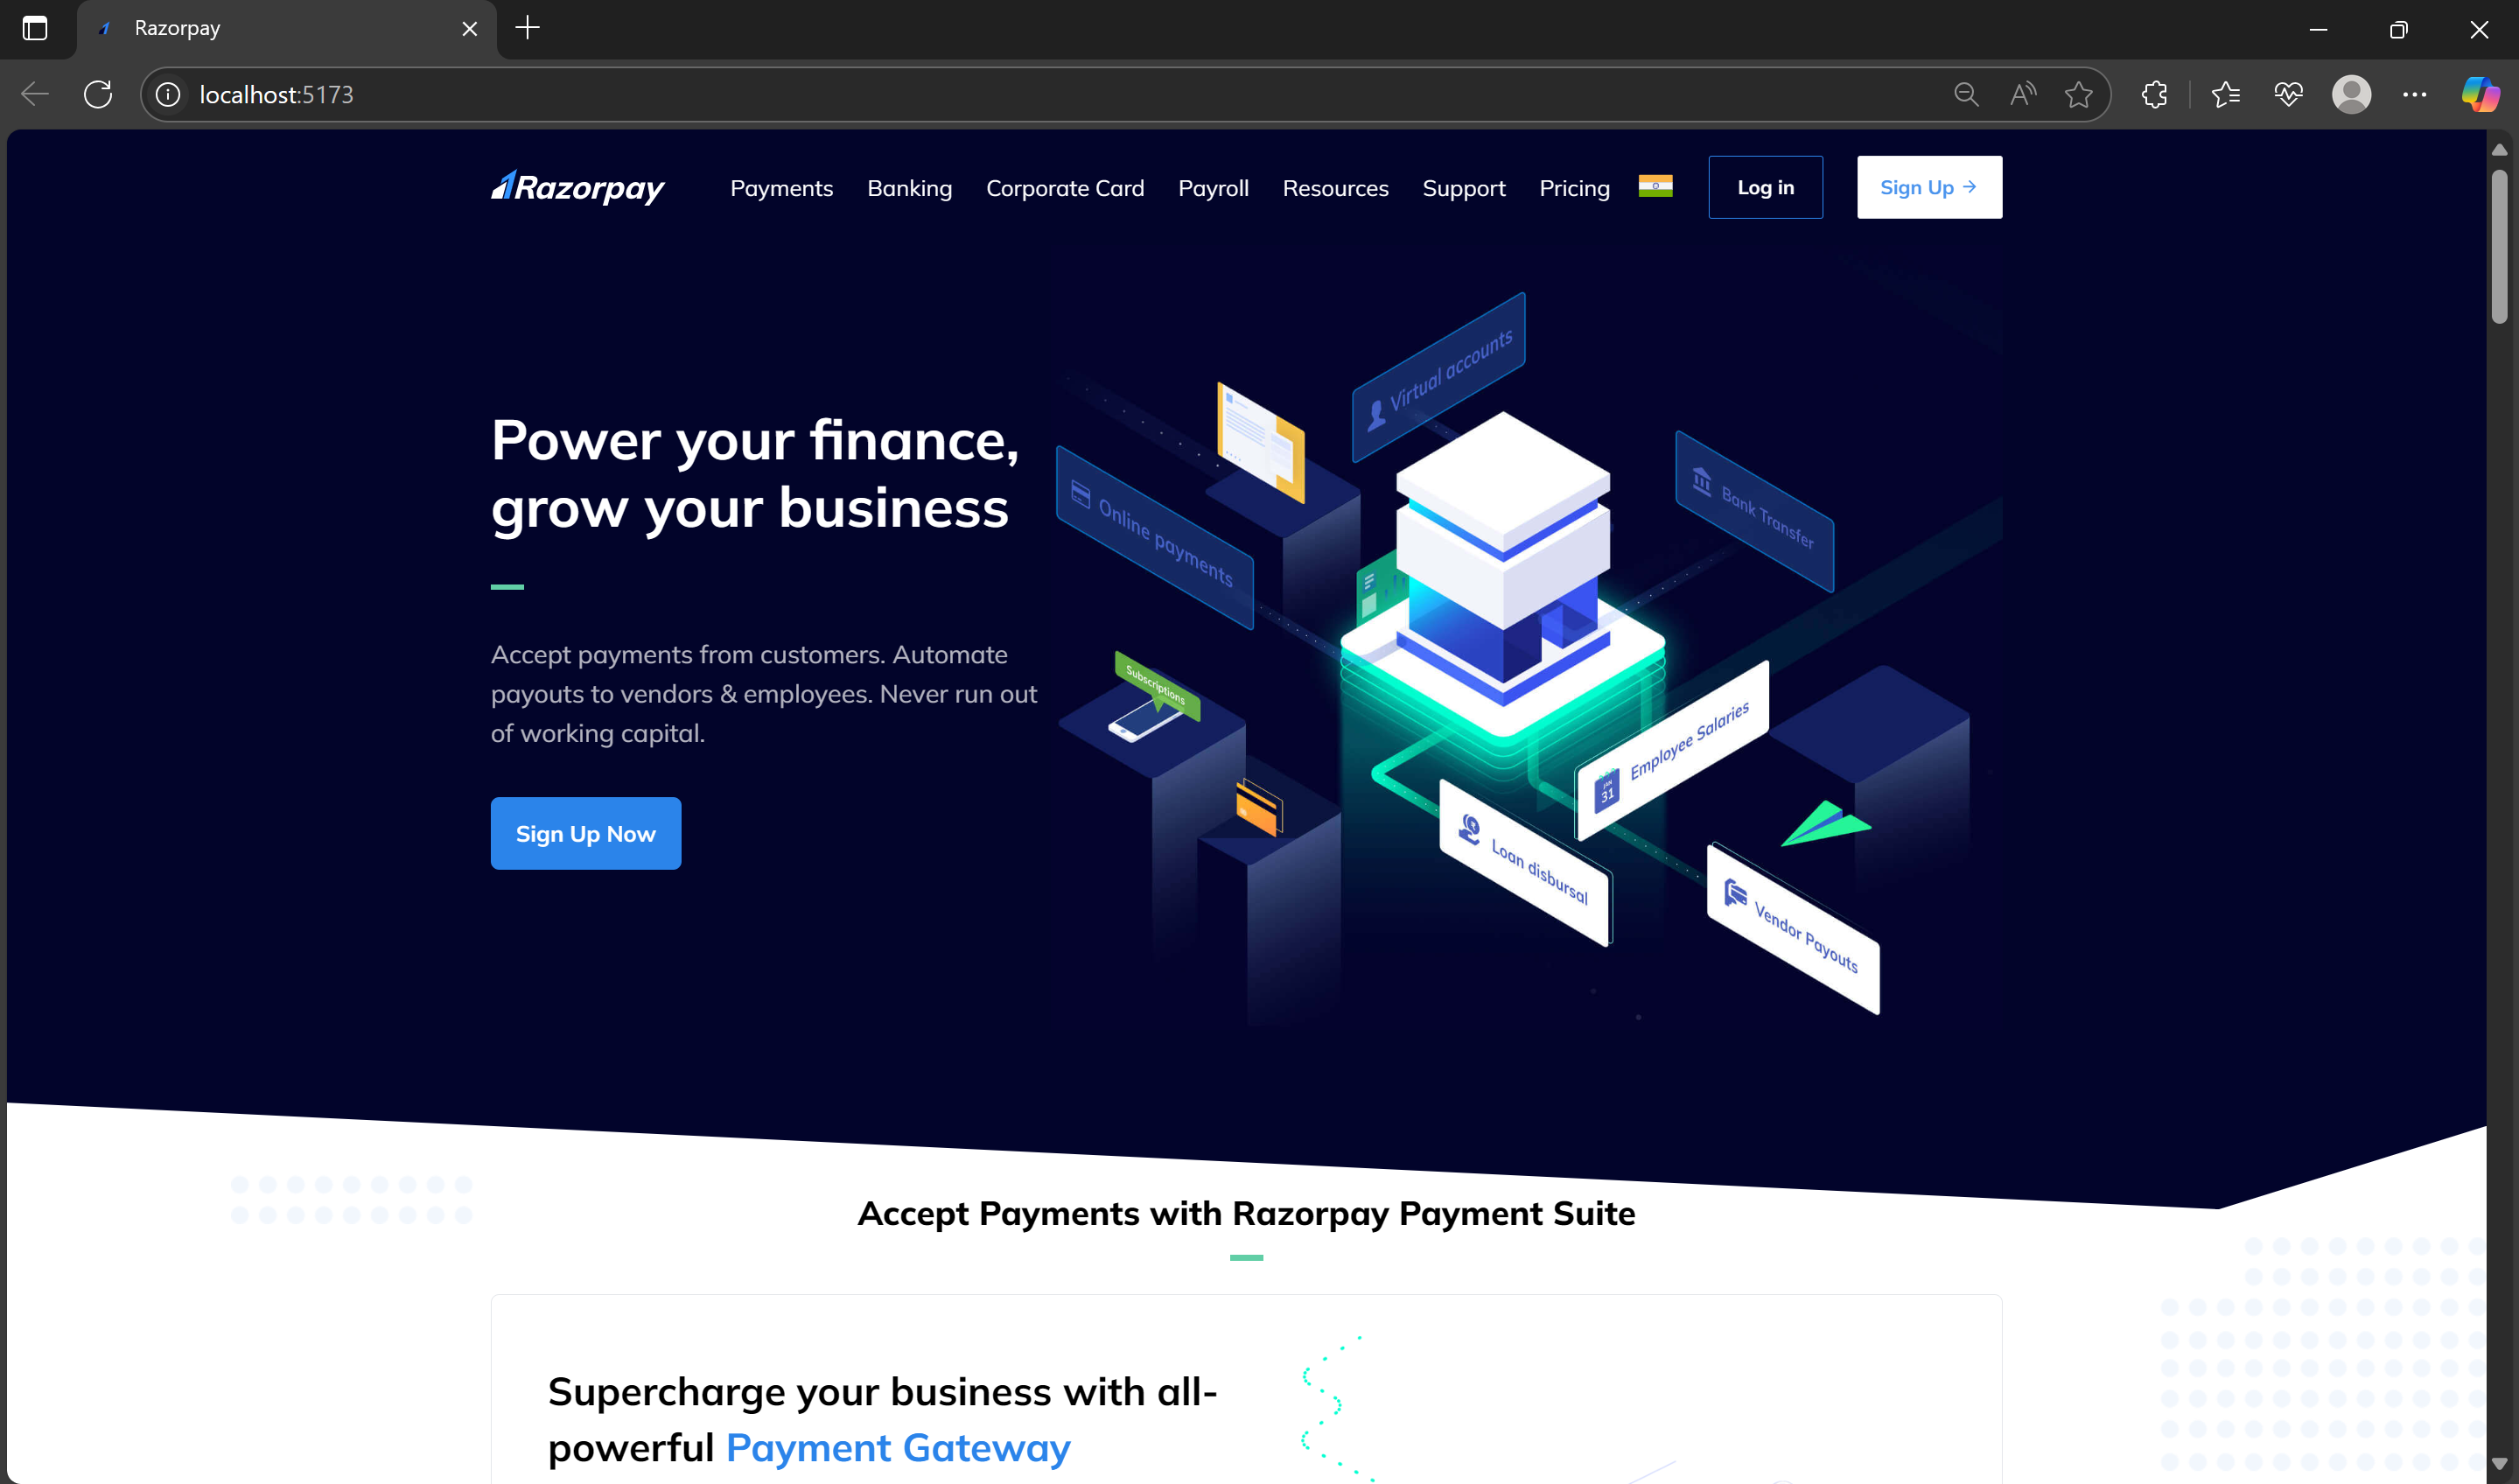 Razorpay
localhost:5173
Razorpay
Payments
Banking
Corporate Card
Payroll
Resources
Support
Pricing
Log in
Sign Up →
Power your finance,
grow your business
Accept payments from customers. Automate
payouts to vendors & employees. Never run out
of working capital.
Sign Up Now
Virtual accounts
Online payments
Bank Transfer
Subscriptions
Employee Salaries
JAN
31
Loan disbursal
Vendor Payouts
Accept Payments with Razorpay Payment Suite
Supercharge your business with all-
powerful Payment Gateway